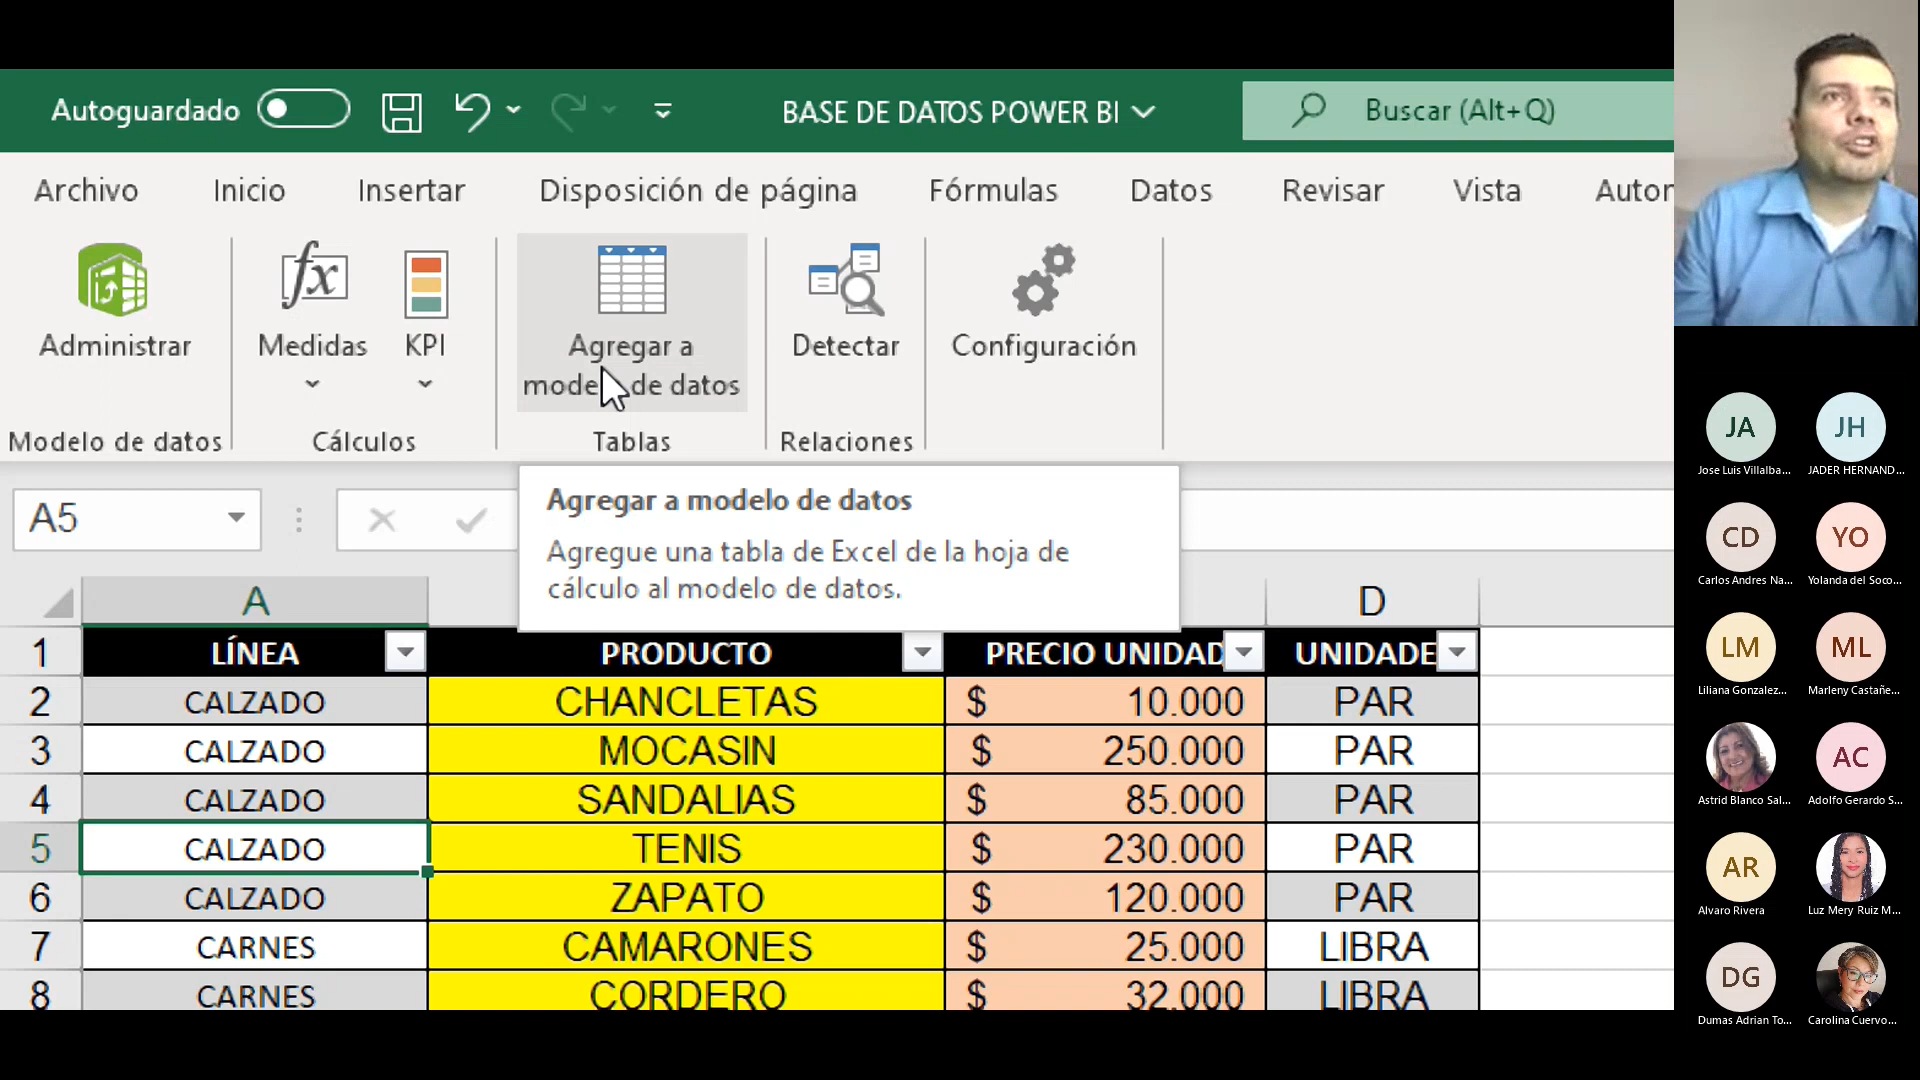 Autoguardado
BASE DE DATOS POWER BI
Buscar (Alt+Q)
Archivo Inicio Insertar Disposición de página Fórmulas Datos Revisar Vista Autor
Administrar
Medidas
KPI
Agregar a
modelo de datos
Detectar
Configuración
Modelo de datos
Cálculos
Tablas
Relaciones
A5
Agregar a modelo de datos
Agregue una tabla de Excel de la hoja de
cálculo al modelo de datos.
A D
1 LÍNEA PRODUCTO PRECIO UNIDAD UNIDADE
2 CALZADO CHANCLETAS $ 10.000 PAR
3 CALZADO MOCASIN $ 250.000 PAR
4 CALZADO SANDALIAS $ 85.000 PAR
5 CALZADO TENIS $ 230.000 PAR
6 CALZADO ZAPATO $ 120.000 PAR
7 CARNES CAMARONES $ 25.000 LIBRA
8 CARNES CORDERO $ 32.000 LIBRA
JA JH
Jose Luis Villalba... JADER HERNAND...
CD YO
Carlos Andres Na... Yolanda del Soco...
LM ML
Liliana Gonzalez... Marleny Castañe...
AC
Astrid Blanco Sal... Adolfo Gerardo S...
AR
Alvaro Rivera Luz Mery Ruiz M...
DG
Dumas Adrian To... Carolina Cuervo...